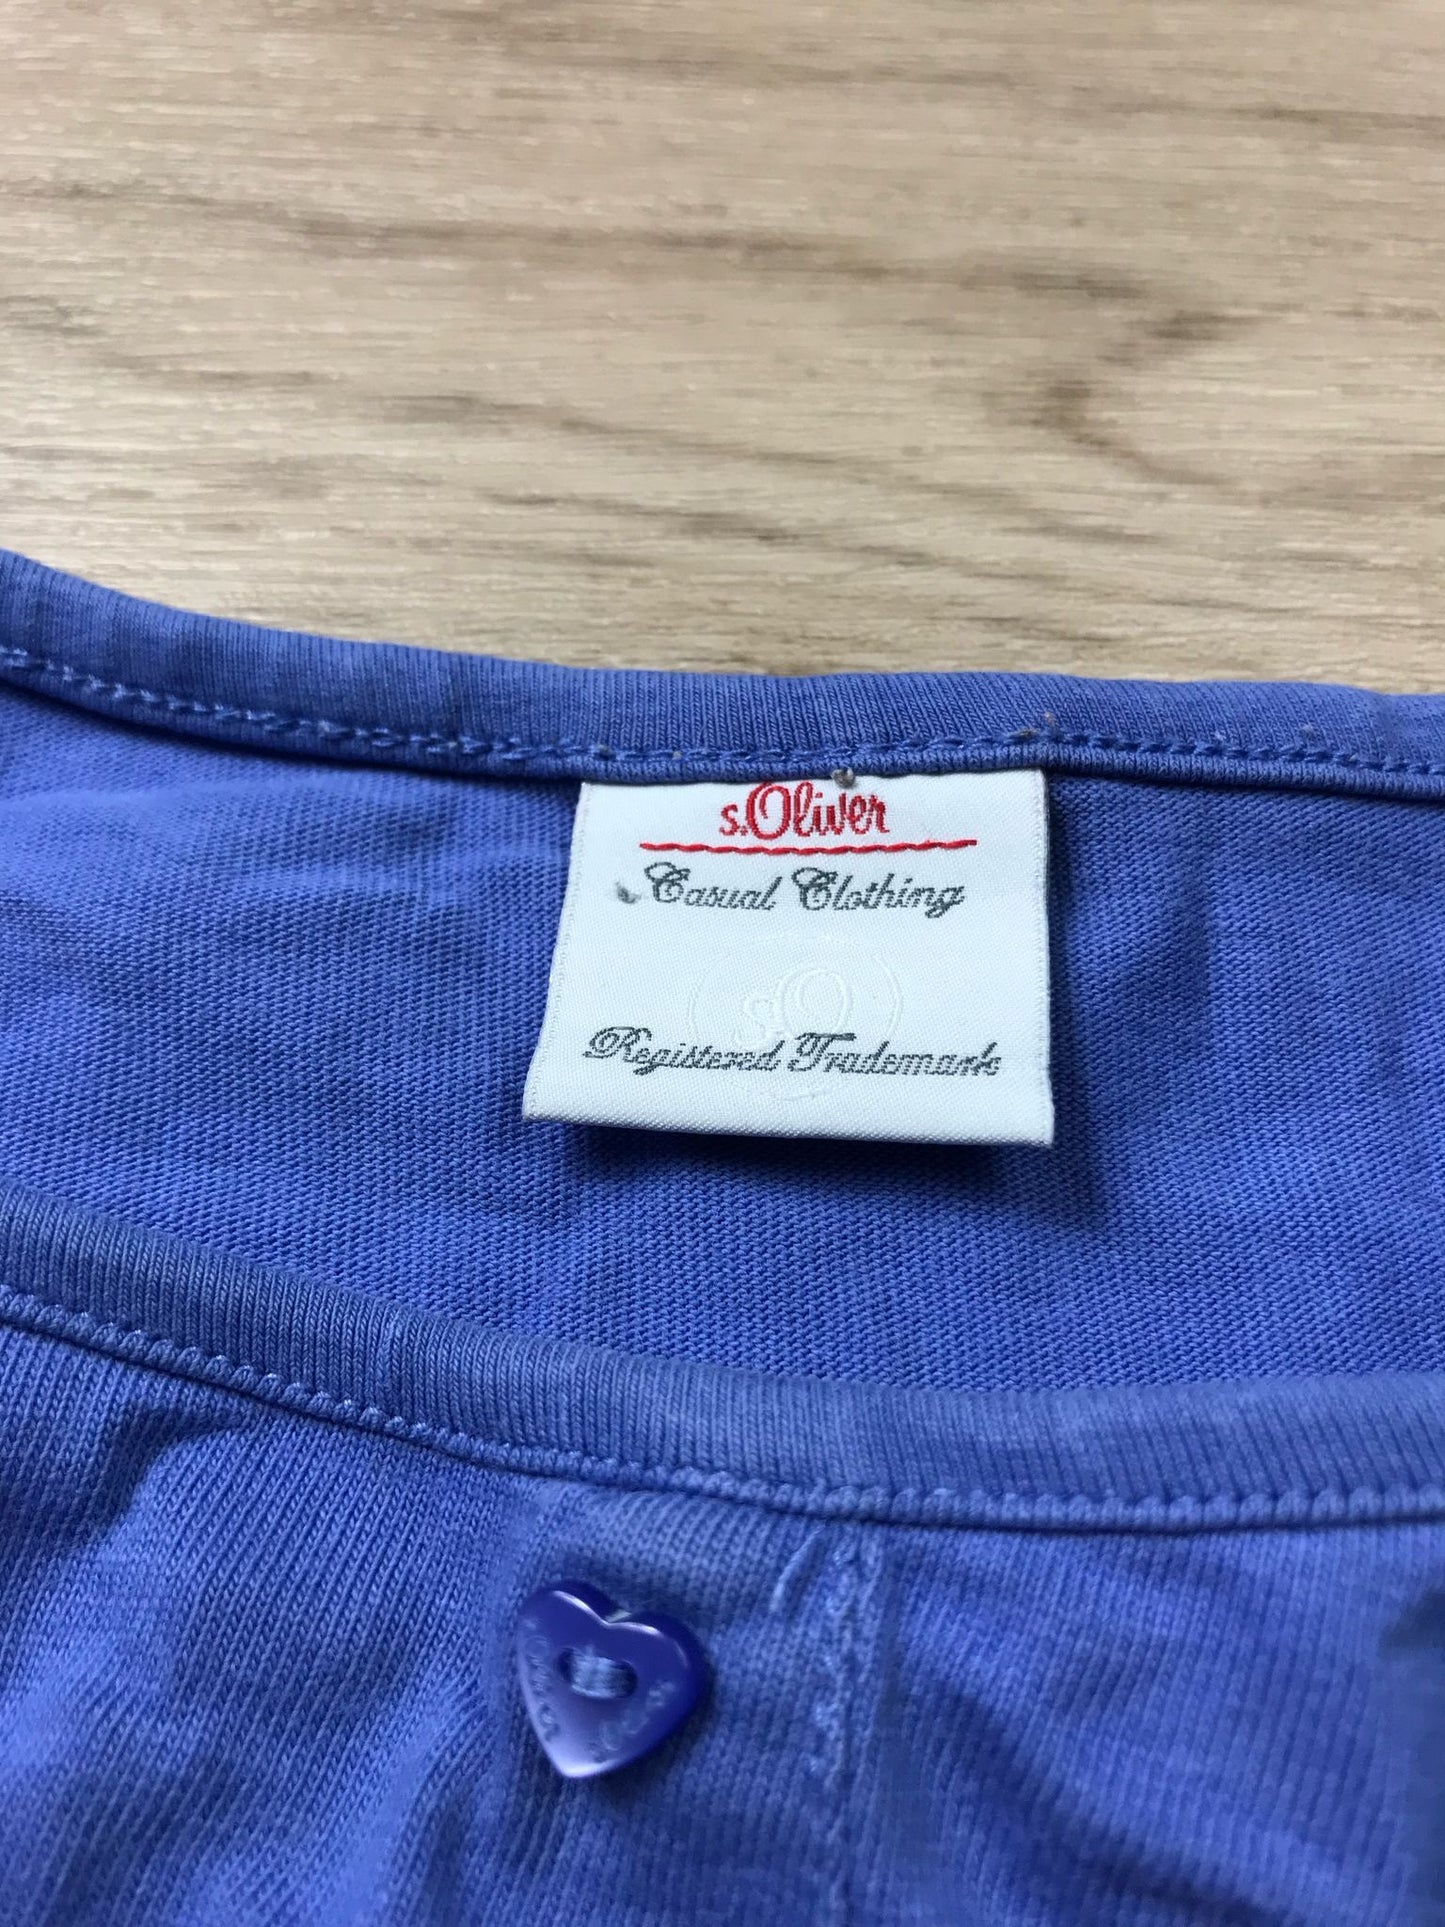 s.Oliver
Casual Clothing
s.O
Registered Trademark